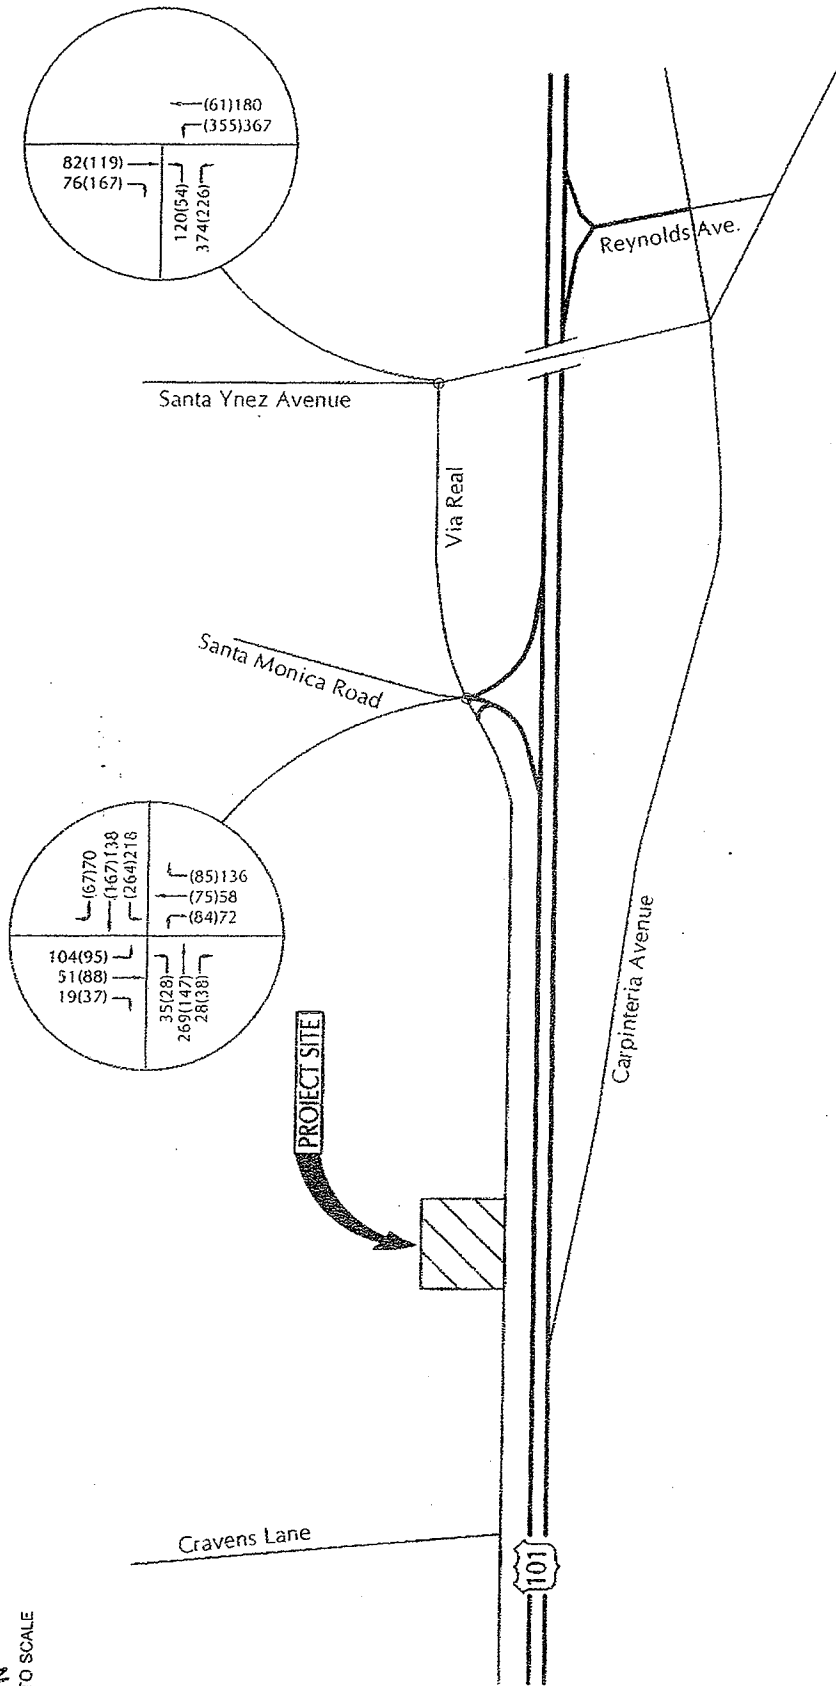 (61)180
(355)367
82(119)
76(167)
120(54)
374(226)
Reynolds Ave.
Santa Ynez Avenue
Via Real
Santa Monica Road
(67)70
(167)138
(264)218
(85)136
(75)58
(84)72
104(95)
51(88)
19(37)
35(28)
269(147)
28(38)
Carpinteria Avenue
PROJECT SITE
Cravens Lane
101
N
TO SCALE